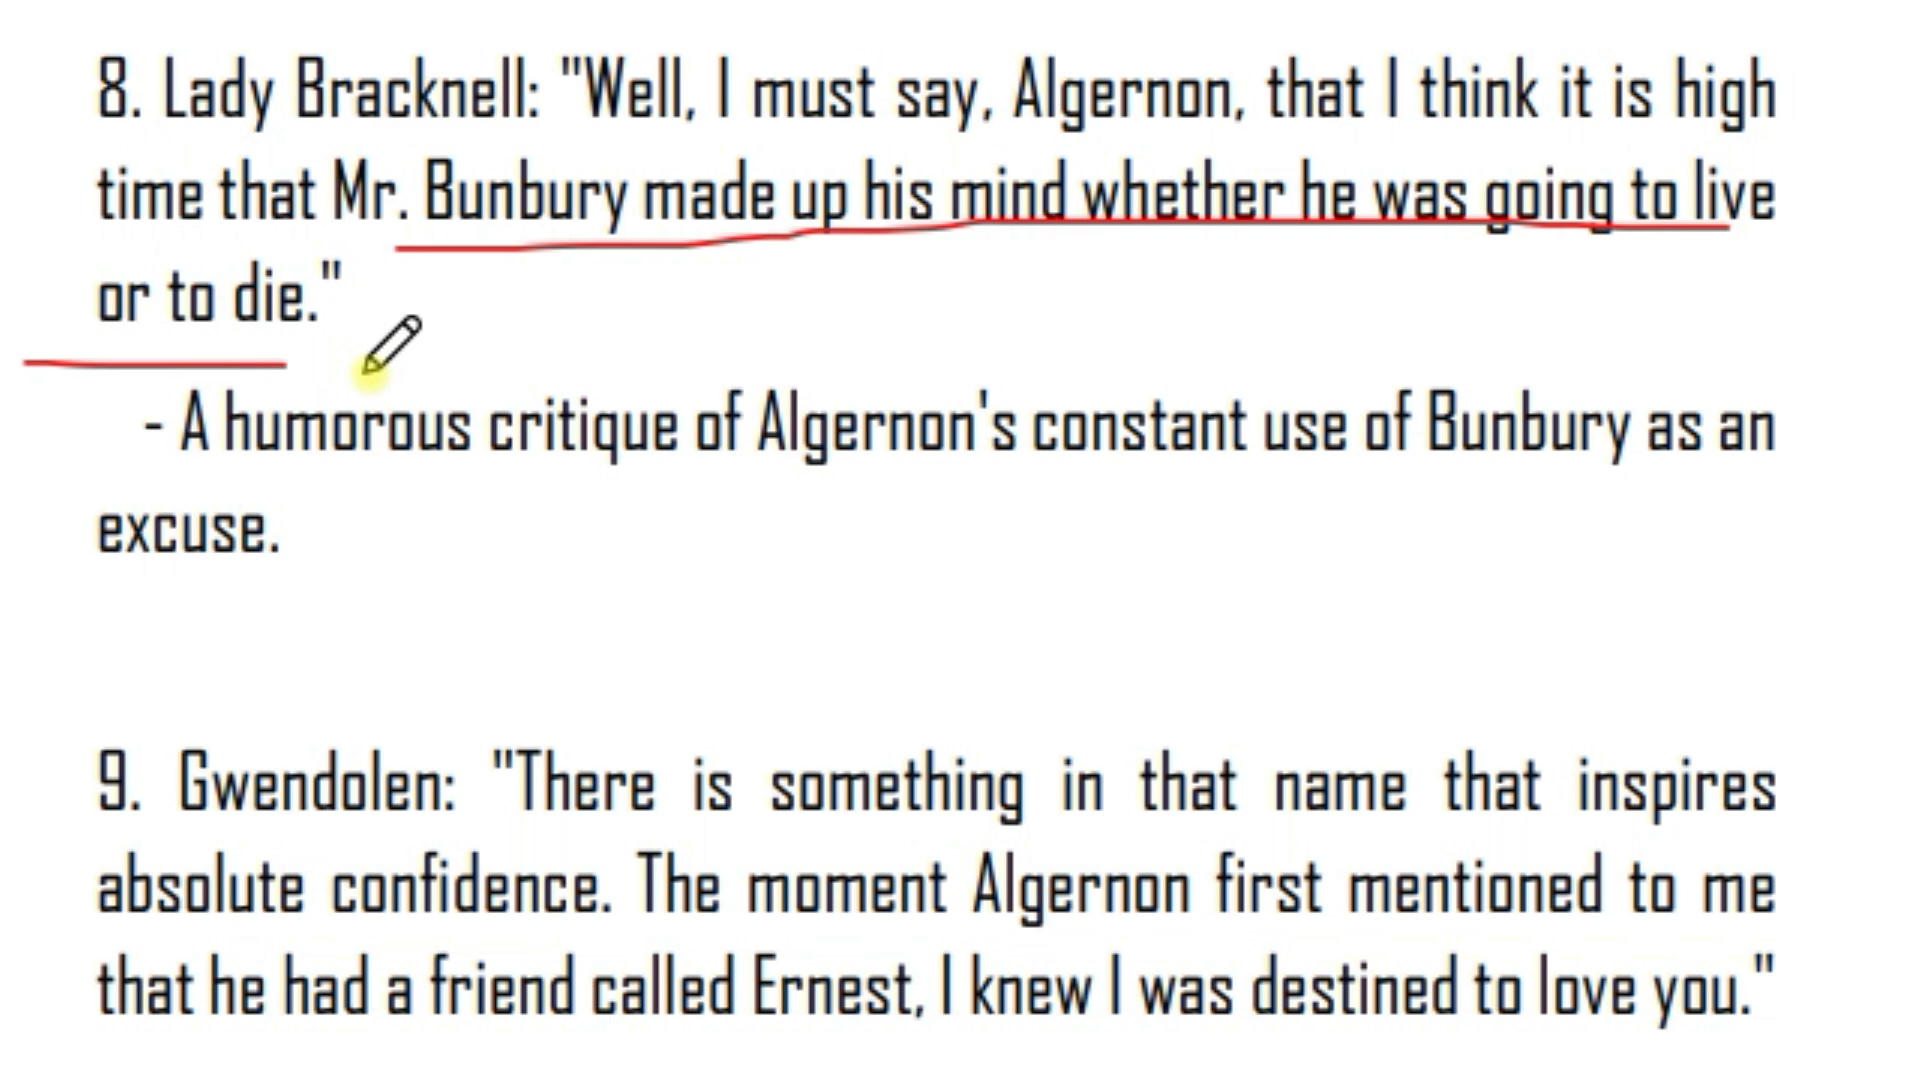 8. Lady Bracknell: "Well, I must say, Algernon, that I think it is high
time that Mr. Bunbury made up his mind whether he was going to live
or to die."
- A humorous critique of Algernon's constant use of Bunbury as an
excuse.
9. Gwendolen: "There is something in that name that inspires
absolute confidence. The moment Algernon first mentioned to me
that he had a friend called Ernest, I knew I was destined to love you."